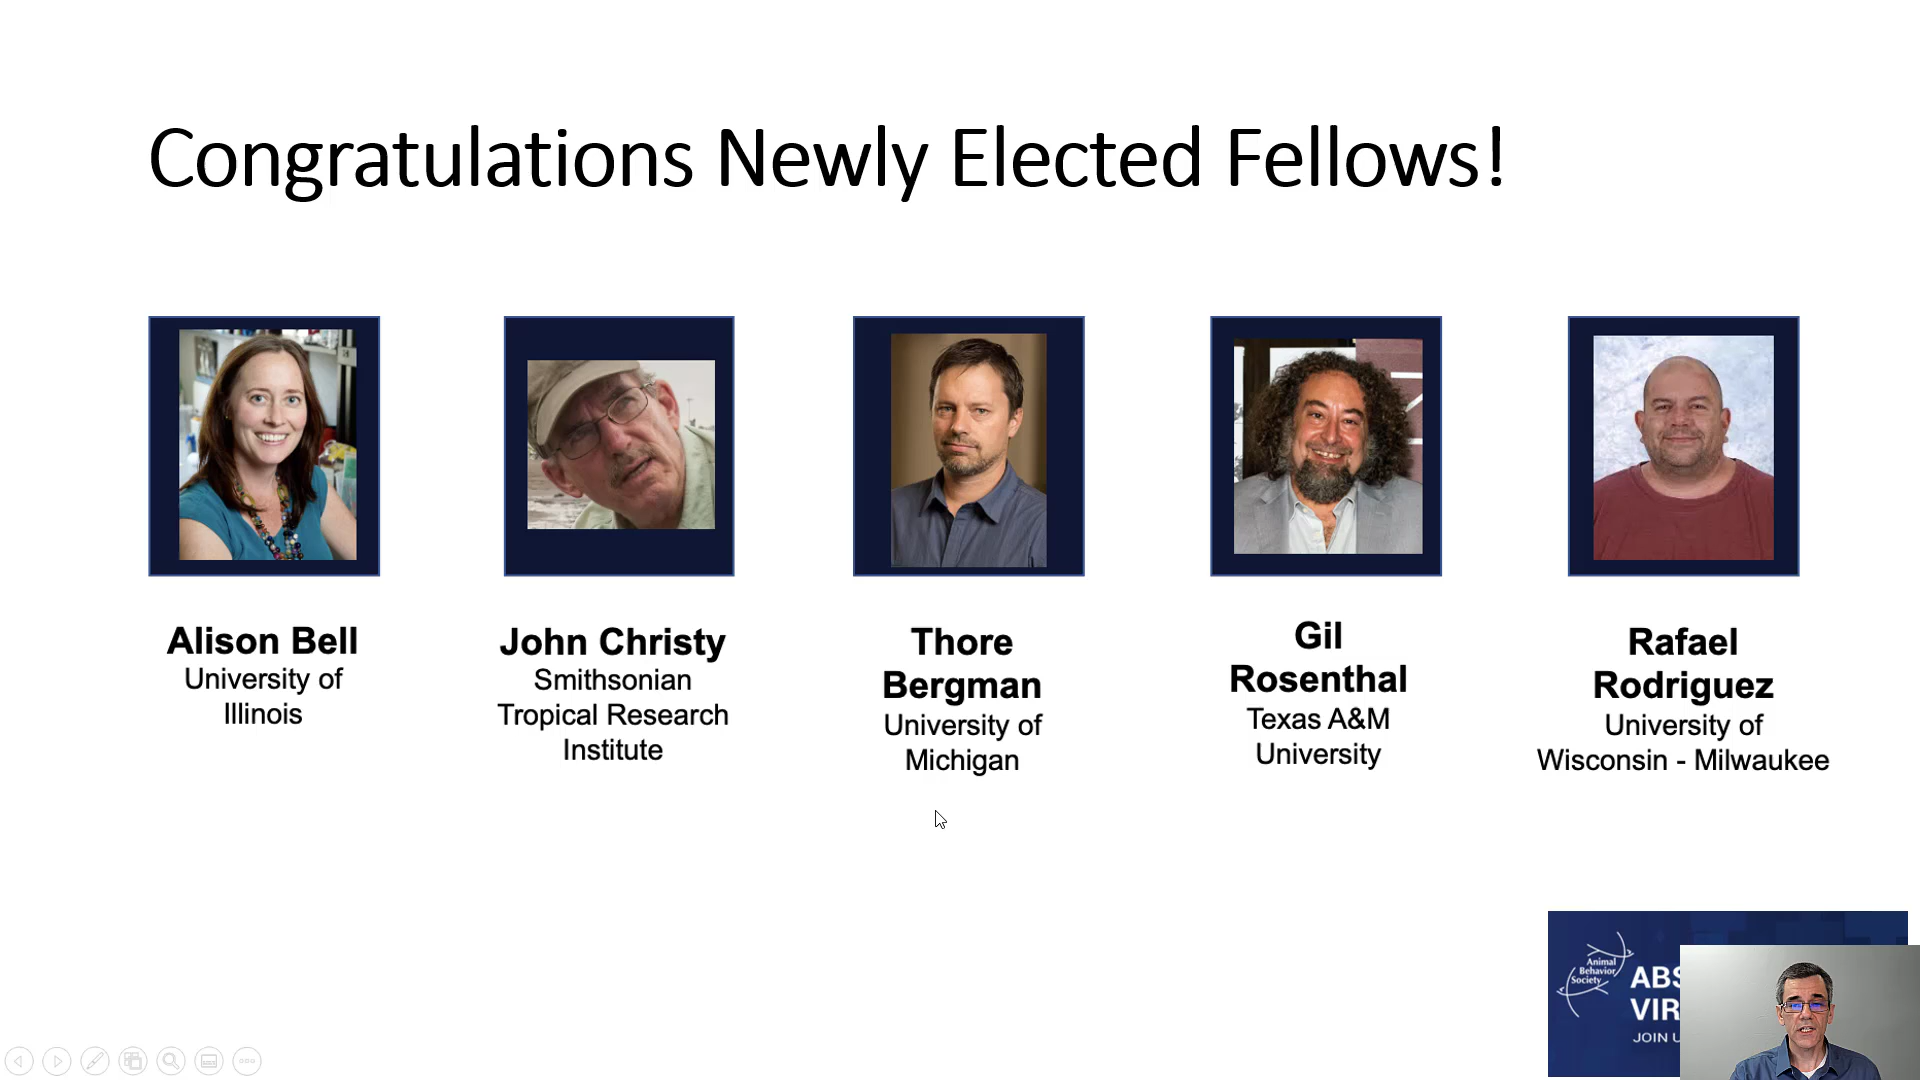 Congratulations Newly Elected Fellows!
Alison Bell
University of
Illinois
John Christy
Smithsonian
Tropical Research
Institute
Thore
Bergman
University of
Michigan
Gil
Rosenthal
Texas A&M
University
Rafael
Rodriguez
University of
Wisconsin - Milwaukee
Animal
Behavior
Society
ABS
VIR
JOIN U